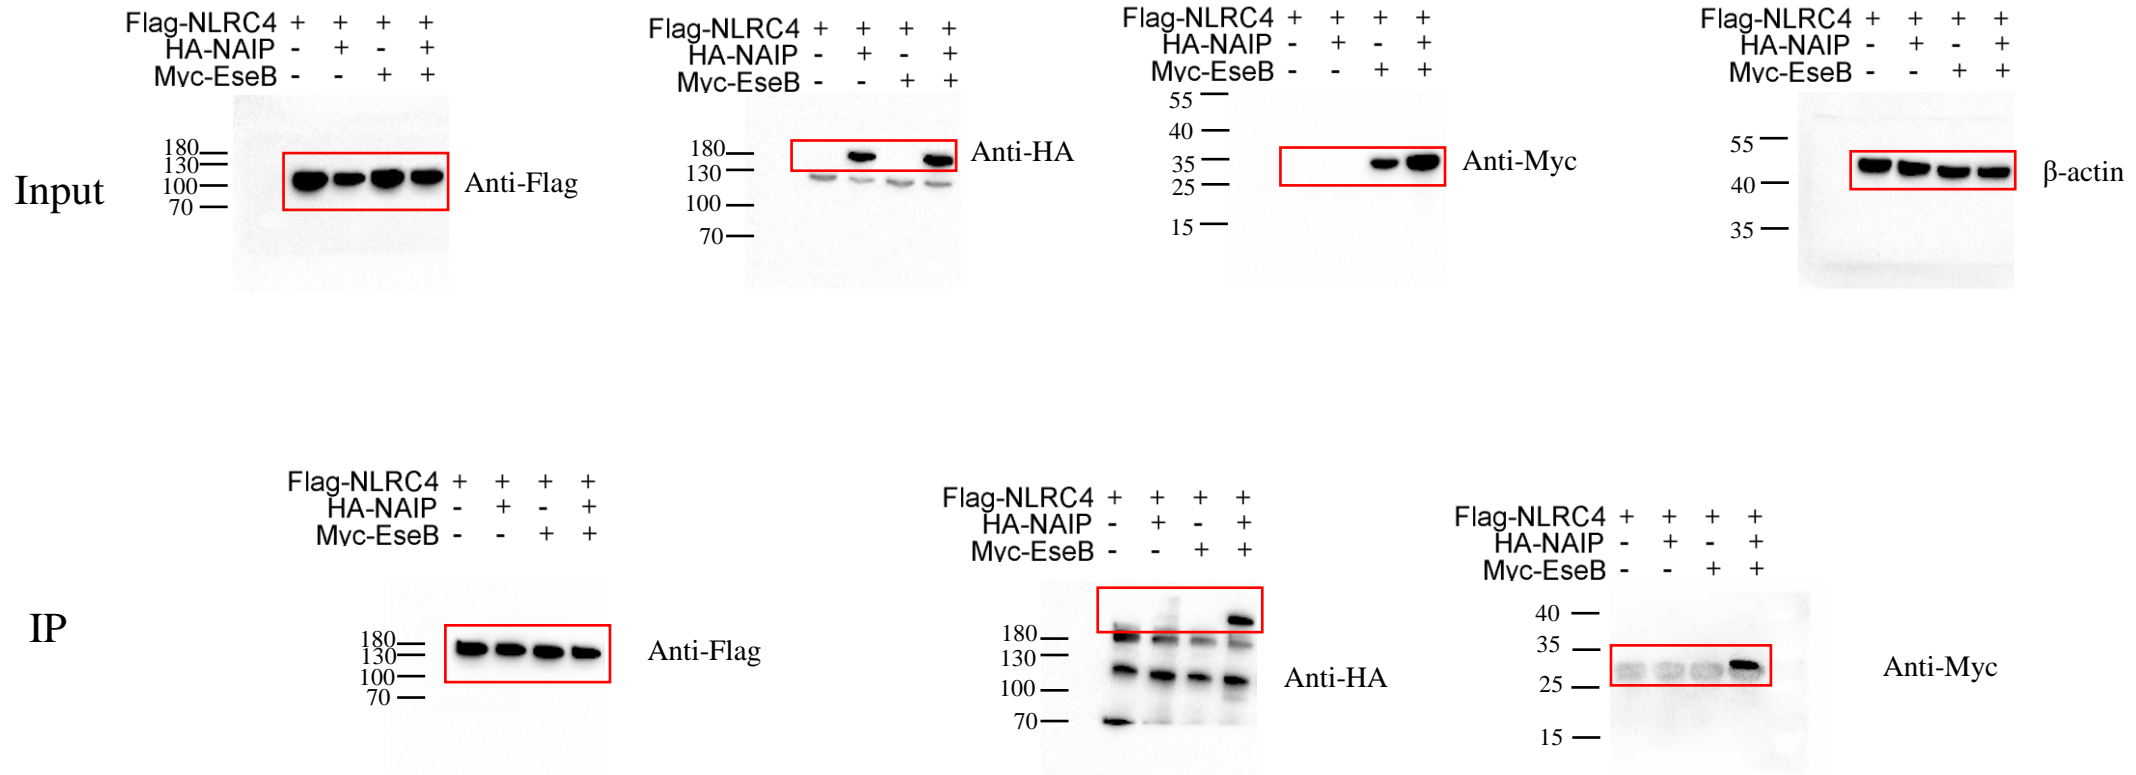 Input
Flag-NLRC4 + + + +
HA-NAIP - + - +
Myc-EseB - - + +
180
130
100
70
Anti-Flag
Flag-NLRC4 + + + +
HA-NAIP - + - +
Myc-EseB - - + +
180
130
100
70
Anti-HA
Flag-NLRC4 + + + +
HA-NAIP - + - +
Myc-EseB - - + +
55
40
35
25
15
Anti-Myc
Flag-NLRC4 + + + +
HA-NAIP - + - +
Myc-EseB - - + +
55
40
35
β-actin
IP
Flag-NLRC4 + + + +
HA-NAIP - + - +
Myc-EseB - - + +
180
130
100
70
Anti-Flag
Flag-NLRC4 + + + +
HA-NAIP - + - +
Myc-EseB - - + +
180
130
100
70
Anti-HA
Flag-NLRC4 + + + +
HA-NAIP - + - +
Myc-EseB - - + +
40
35
25
15
Anti-Myc